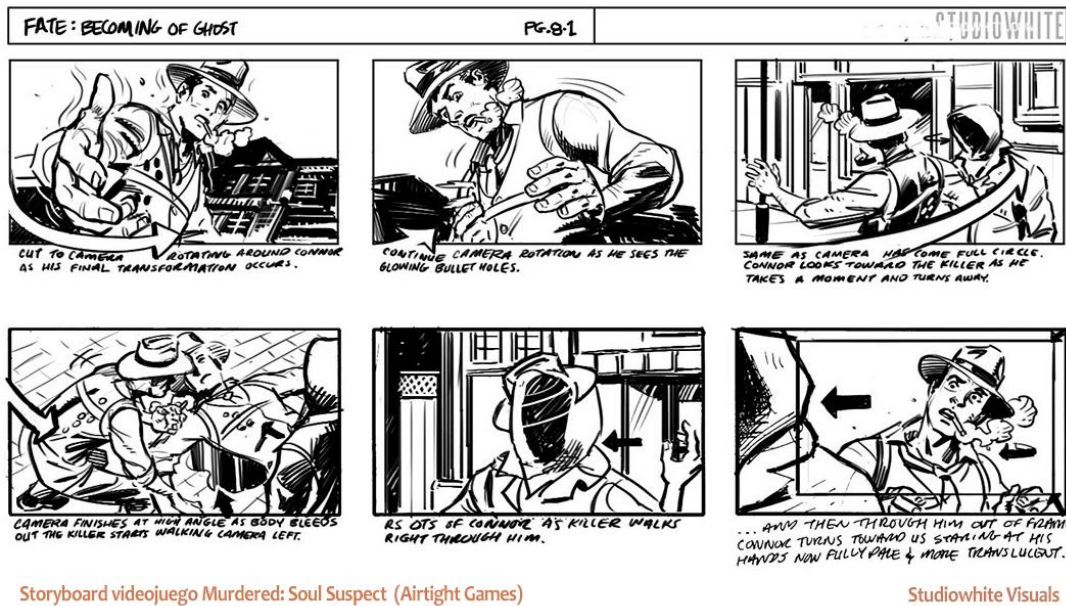 FATE: BECOMING OF GHOST
PG.8-1
STUDIOWHITE
CUT TO CAMERA ROTATING AROUND CONNOR
AS HIS FINAL TRANSFORMATION OCCURS.
CONTINUE CAMERA ROTATION AS HE SEES THE
GLOWING BULLET HOLES.
SAME AS CAMERA HAS COME FULL CIRCLE.
CONNOR LOOKS TOWARD THE KILLER AS HE
TAKES A MOMENT AND TURNS AWAY.
CAMERA FINISHES AT HIGH ANGLE AS BODY BLEEDS
OUT THE KILLER STARTS WALKING CAMERA LEFT.
RS OTS OF CONNOR AS KILLER WALKS
RIGHT THROUGH HIM.
... AND THEN THROUGH HIM OUT OF FRAM
CONNOR TURNS TOWARD US STARING AT HIS
HANDS NOW FULLY PALE & MORE TRANSLUCENT.
Storyboard videojuego Murdered: Soul Suspect (Airtight Games)
Studiowhite Visuals